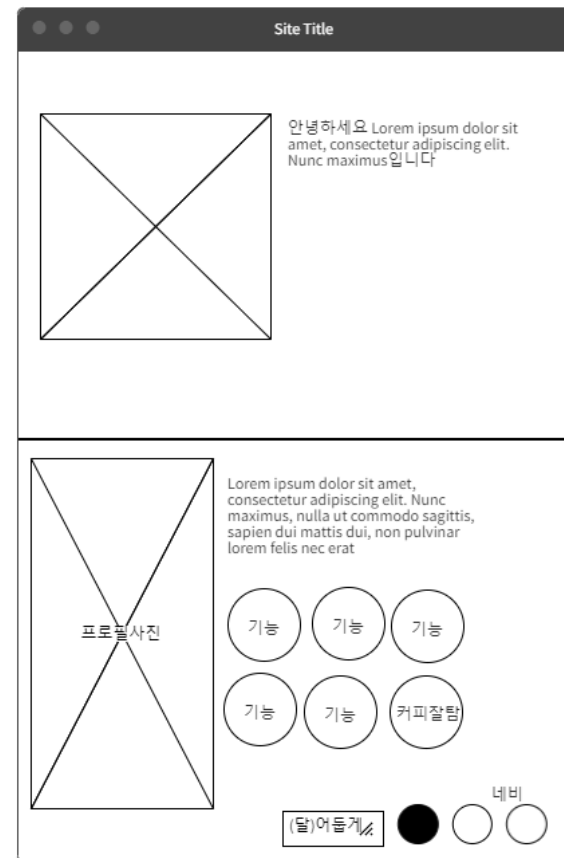 Site Title
안녕하세요 Lorem ipsum dolor sit
amet, consectetur adipiscing elit.
Nunc maximus입니다
Lorem ipsum dolor sit amet,
consectetur adipiscing elit. Nunc
maximus, nulla ut commodo sagittis,
sapien dui mattis dui, non pulvinar
lorem felis nec erat
프로필사진
기능
기능
기능
기능
기능
커피잘탐
네비
(달)어둡게